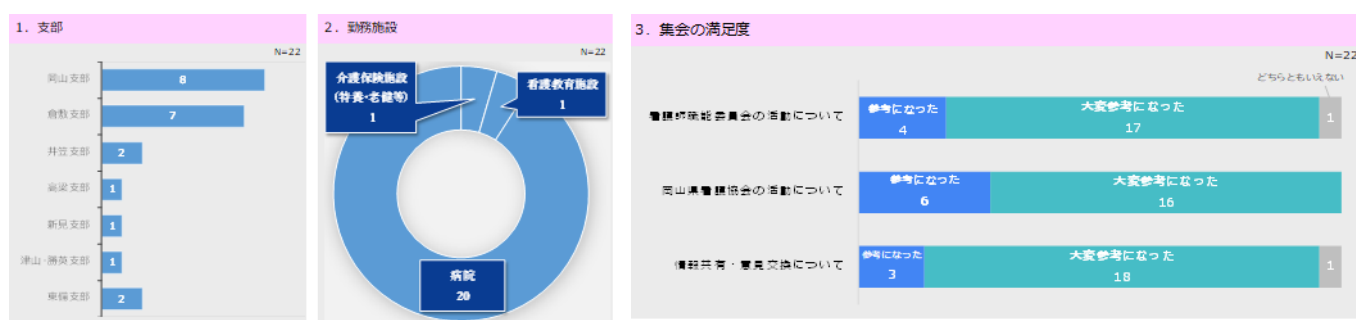 1．支部
N=22
岡山支部
8
倉敷支部
7
井笠支部
2
高梁支部
1
新見支部
1
津山・勝英支部
1
東備支部
2
2．勤務施設
N=22
介護保険施設
(特養・老健等)
1
看護教育施設
1
病院
20
3．集会の満足度
N=22
どちらともいえない
看護師職能委員会の活動について
参考になった
4
大変参考になった
17
1
岡山県看護協会の活動について
参考になった
6
大変参考になった
16
情報共有・意見交換について
参考になった
3
大変参考になった
18
1